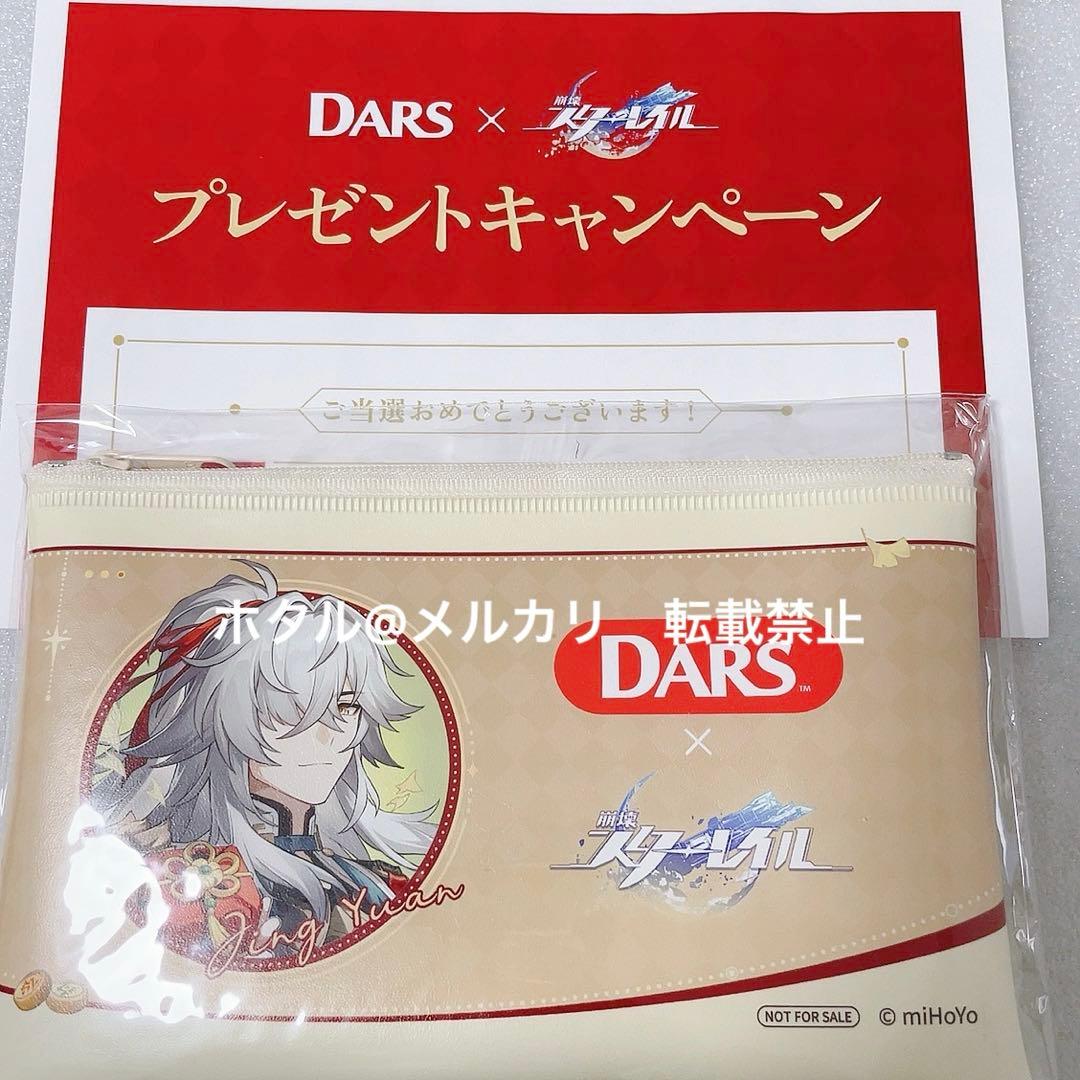 DARS × 崩壊スターレイル
プレゼントキャンペーン
ご当選おめでとうございます!
ホタル@メルカリ 転載禁止
DARS™
×
崩壊
スターレイル
Jing Yuan
NOT FOR SALE © miHoYo